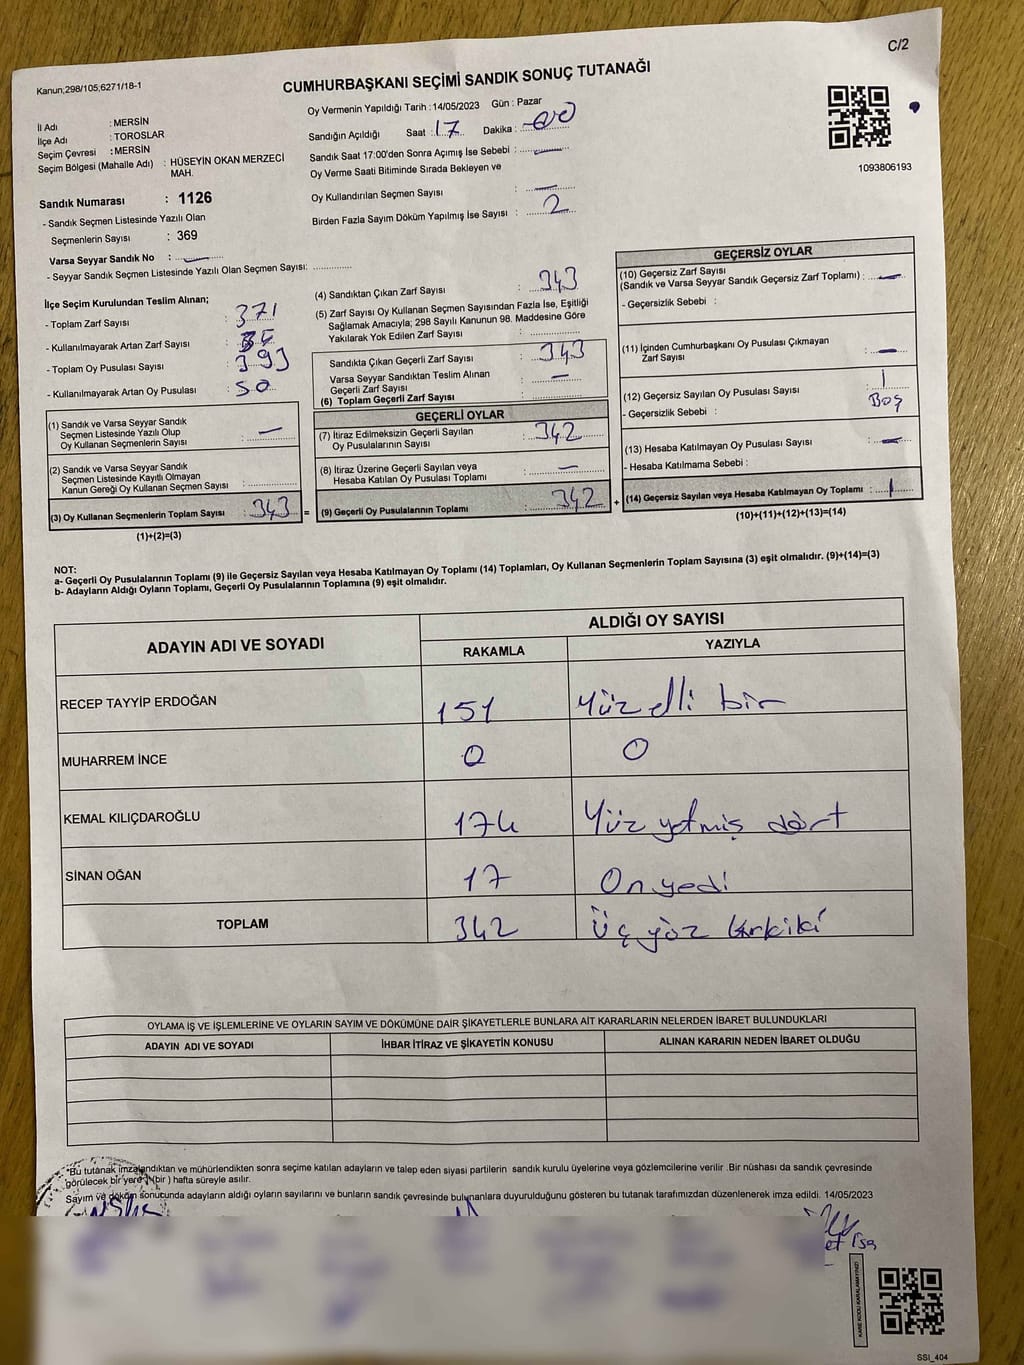 C/2
Kanun;298/105;6271/18-1
CUMHURBAŞKANI SEÇİMİ SANDIK SONUÇ TUTANAĞI
İl Adı : MERSİN
İlçe Adı : TOROSLAR
Seçim Çevresi : MERSİN
Seçim Bölgesi (Mahalle Adı) : HÜSEYİN OKAN MERZECİ
MAH.
Sandık Numarası : 1126
- Sandık Seçmen Listesinde Yazılı Olan
Seçmenlerin Sayısı : 369
Varsa Seyyar Sandık No :
- Seyyar Sandık Seçmen Listesinde Yazılı Olan Seçmen Sayısı:
Oy Vermenin Yapıldığı Tarih :14/05/2023 Gün : Pazar
Sandığın Açıldığı Saat : 17 Dakika : 00
Sandık Saat 17:00'den Sonra Açımış İse Sebebi :
Oy Verme Saati Bitiminde Sırada Bekleyen ve
Oy Kullandırılan Seçmen Sayısı :
Birden Fazla Sayım Döküm Yapılmış İse Sayısı : 2
1093806193
İlçe Seçim Kurulundan Teslim Alınan;
- Toplam Zarf Sayısı : 371
- Kullanılmayarak Artan Zarf Sayısı :
- Toplam Oy Pusulası Sayısı : 393
- Kullanılmayarak Artan Oy Pusulası : 50
(1) Sandık ve Varsa Seyyar Sandık
Seçmen Listesinde Yazılı Olup
Oy Kullanan Seçmenlerin Sayısı : —
(2) Sandık ve Varsa Seyyar Sandık
Seçmen Listesinde Kayıtlı Olmayan
Kanun Gereği Oy Kullanan Seçmen Sayısı :
(3) Oy Kullanan Seçmenlerin Toplam Sayısı : 343 =
(1)+(2)=(3)
(4) Sandıktan Çıkan Zarf Sayısı : 343
(5) Zarf Sayısı Oy Kullanan Seçmen Sayısından Fazla İse, Eşitliği
Sağlamak Amacıyla; 298 Sayılı Kanunun 98. Maddesine Göre
Yakılarak Yok Edilen Zarf Sayısı :
Sandıkta Çıkan Geçerli Zarf Sayısı : 343
Varsa Seyyar Sandıktan Teslim Alınan
Geçerli Zarf Sayısı : —
(6) Toplam Geçerli Zarf Sayısı :
GEÇERLİ OYLAR
(7) İtiraz Edilmeksizin Geçerli Sayılan
Oy Pusulalarının Sayısı : 342
(8) İtiraz Üzerine Geçerli Sayılan veya
Hesaba Katılan Oy Pusulası Toplamı : —
(9) Geçerli Oy Pusulalarının Toplamı : 342 +
GEÇERSİZ OYLAR
(10) Geçersiz Zarf Sayısı
(Sandık ve Varsa Seyyar Sandık Geçersiz Zarf Toplamı) : —
- Geçersizlik Sebebi :
(11) İçinden Cumhurbaşkanı Oy Pusulası Çıkmayan
Zarf Sayısı : —
(12) Geçersiz Sayılan Oy Pusulası Sayısı : 1
- Geçersizlik Sebebi : Boş
(13) Hesaba Katılmayan Oy Pusulası Sayısı : —
- Hesaba Katılmama Sebebi :
(14) Geçersiz Sayılan veya Hesaba Katılmayan Oy Toplamı : 1
(10)+(11)+(12)+(13)=(14)
NOT:
a- Geçerli Oy Pusulalarının Toplamı (9) ile Geçersiz Sayılan veya Hesaba Katılmayan Oy Toplamı (14) Toplamları, Oy Kullanan Seçmenlerin Toplam Sayısına (3) eşit olmalıdır. (9)+(14)=(3)
b- Adayların Aldığı Oyların Toplamı, Geçerli Oy Pusulalarının Toplamına (9) eşit olmalıdır.
ADAYIN ADI VE SOYADI ALDIĞI OY SAYISI
RAKAMLA YAZIYLA
RECEP TAYYİP ERDOĞAN 151 Yüz elli bir
MUHARREM İNCE 0 0
KEMAL KILIÇDAROĞLU 174 Yüz yetmiş dört
SİNAN OĞAN 17 On yedi
TOPLAM 342 Üç yüz kırkiki
OYLAMA İŞ VE İŞLEMLERİNE VE OYLARIN SAYIM VE DÖKÜMÜNE DAİR ŞİKAYETLERLE BUNLARA AİT KARARLARIN NELERDEN İBARET BULUNDUKLARI
ADAYIN ADI VE SOYADI İHBAR İTİRAZ VE ŞİKAYETİN KONUSU ALINAN KARARIN NEDEN İBARET OLDUĞU
*Bu tutanak imzalandıktan ve mühürlendikten sonra seçime katılan adayların ve talep eden siyasi partilerin sandık kurulu üyelerine veya gözlemcilerine verilir .Bir nüshası da sandık çevresinde
görülecek bir yere 1 (bir ) hafta süreyle asılır.
Sayım ve döküm sonucunda adayların aldığı oyların sayılarını ve bunların sandık çevresinde bulunanlara duyurulduğunu gösteren bu tutanak tarafımızdan düzenlenerek imza edildi. 14/05/2023
KARE KODU KARALAMAYINIZ!
SSI_404